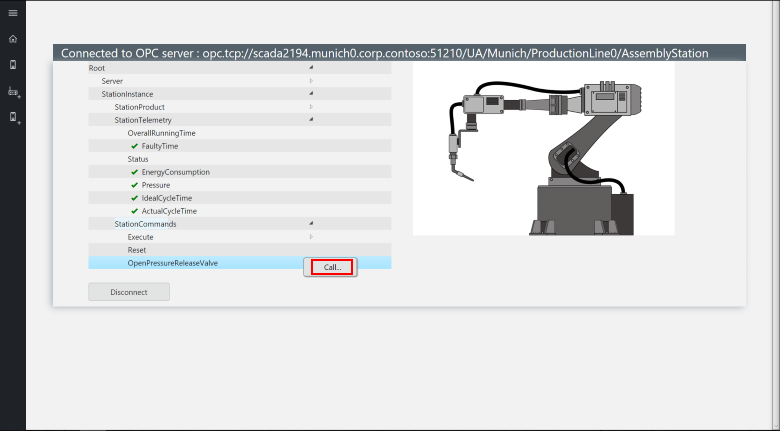 Connected to OPC server : opc.tcp://scada2194.munich0.corp.contoso:51210/UA/Munich/ProductionLine0/AssemblyStation
Root
Server
StationInstance
StationProduct
StationTelemetry
OverallRunningTime
FaultyTime
Status
EnergyConsumption
Pressure
IdealCycleTime
ActualCycleTime
StationCommands
Execute
Reset
OpenPressureReleaseValve
Call...
Disconnect